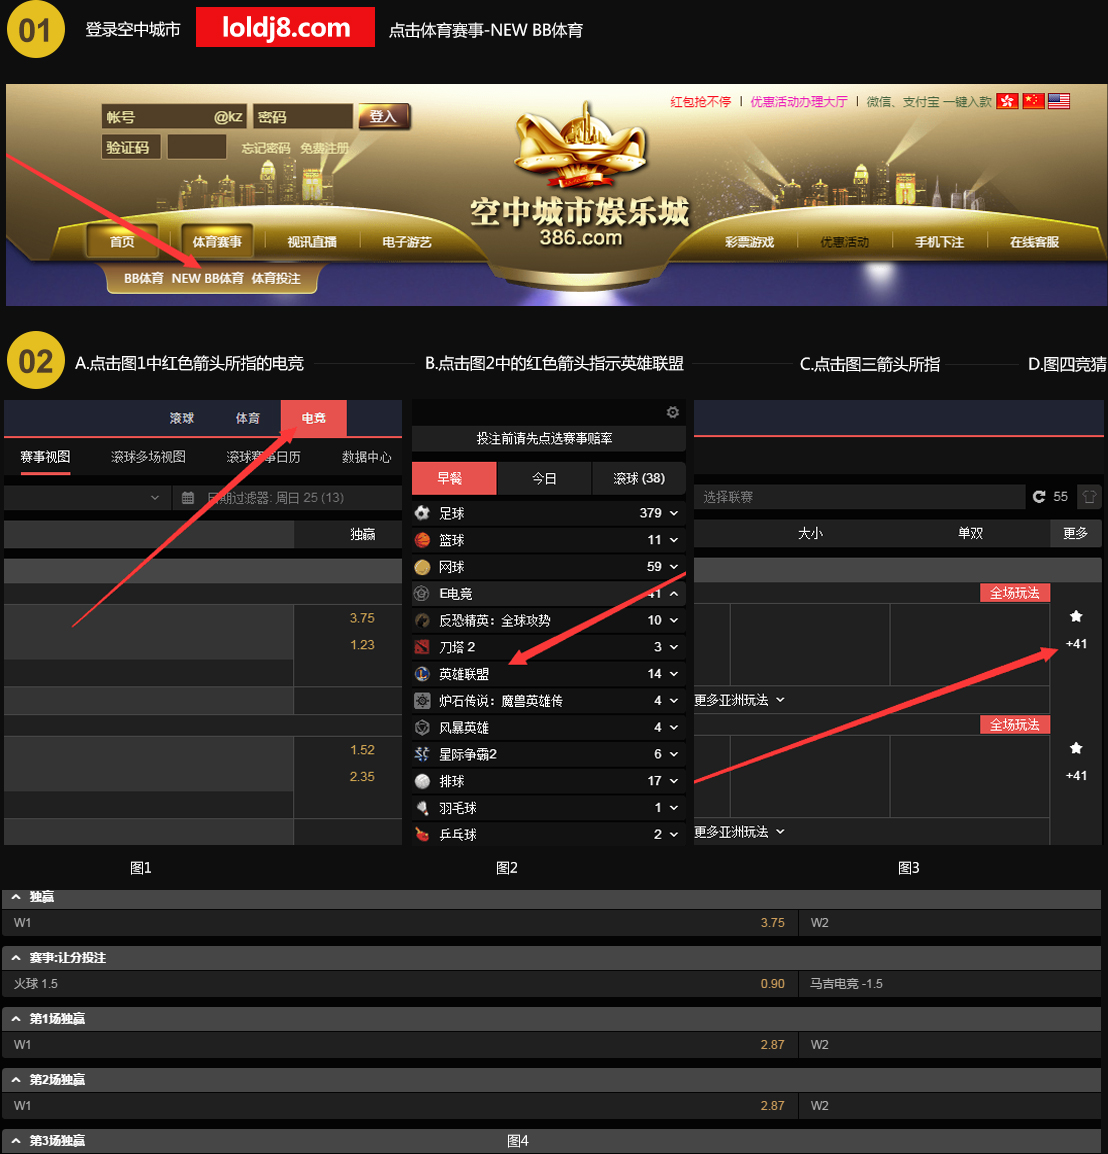 01 登录空中城市 loldj8.com 点击体育赛事-NEW BB体育
红包抢不停 | 优惠活动办理大厅 | 微信、支付宝 一键入款
帐号 @kz 密码 登入
验证码 忘记密码 免费注册
空中城市娱乐城
386.com
首页 体育赛事 视讯直播 电子游艺 彩票游戏 优惠活动 手机下注 在线客服
BB体育 NEW BB体育 体育投注
02 A.点击图1中红色箭头所指的电竞 B.点击图2中的红色箭头指示英雄联盟 C.点击图三箭头所指 D.图四竞猜
滚球 体育 电竞
赛事视图 滚球多场视图 滚球赛事日历 数据中心
日期过滤器: 周日 25 (13)
独赢
3.75
1.23
1.52
2.35
图1
投注前请先点选赛事赔率
早餐 今日 滚球 (38)
足球 379
篮球 11
网球 59
E电竞 41
反恐精英：全球攻势 10
刀塔 2 3
英雄联盟 14
炉石传说：魔兽英雄传 4
风暴英雄 4
星际争霸2 6
排球 17
羽毛球 1
乒乓球 2
图2
选择联赛 55
大小 单双 更多
全场玩法
+41
更多亚洲玩法
全场玩法
+41
更多亚洲玩法
图3
独赢
W1 3.75 W2
赛事:让分投注
火球 1.5 0.90 马吉电竞 -1.5
第1场独赢
W1 2.87 W2
第2场独赢
W1 2.87 W2
第3场独赢
图4